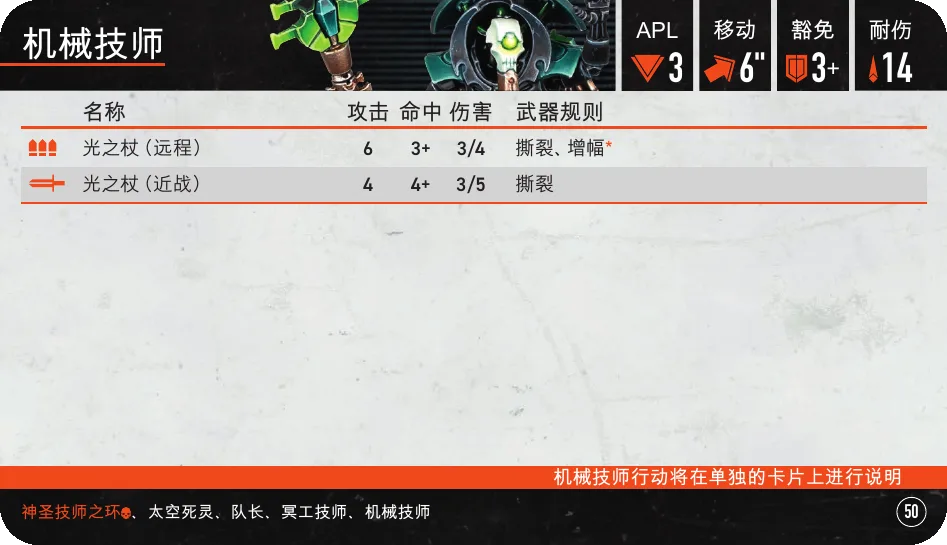 机械技师
APL 移动 豁免 耐伤
3 6" 3+ 14
名称 攻击 命中 伤害 武器规则
光之杖（远程） 6 3+ 3/4 撕裂、增幅*
光之杖（近战） 4 4+ 3/5 撕裂
机械技师行动将在单独的卡片上进行说明
神圣技师之环、太空死灵、队长、冥工技师、机械技师
50